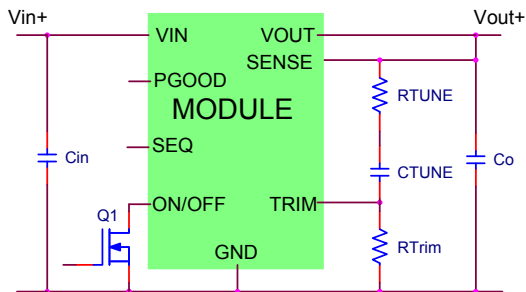 Vin+
Vout+
VIN
VOUT
SENSE
PGOOD
RTUNE
MODULE
SEQ
Cin
CTUNE
Co
Q1
ON/OFF
TRIM
RTrim
GND